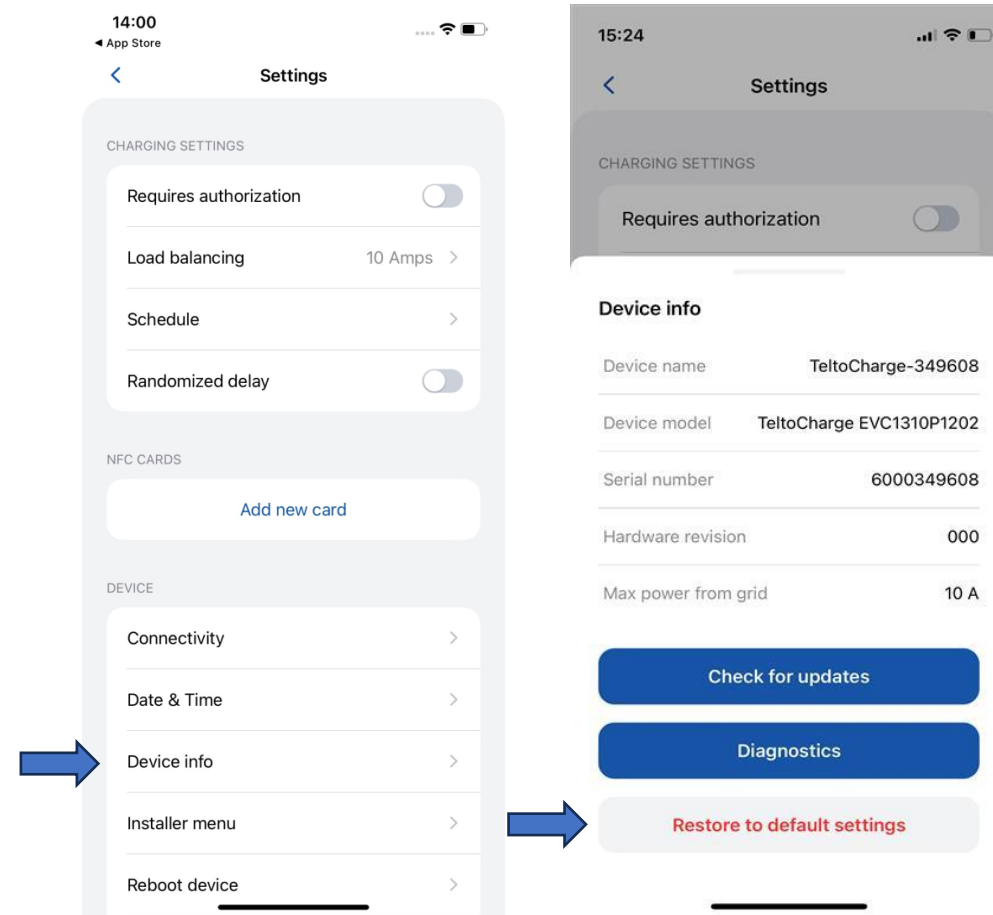 14:00
App Store
Settings
CHARGING SETTINGS
Requires authorization
Load balancing 10 Amps
Schedule
Randomized delay
NFC CARDS
Add new card
DEVICE
Connectivity
Date & Time
Device info
Installer menu
Reboot device
15:24
Settings
CHARGING SETTINGS
Requires authorization
Device info
Device name TeltoCharge-349608
Device model TeltoCharge EVC1310P1202
Serial number 6000349608
Hardware revision 000
Max power from grid 10 A
Check for updates
Diagnostics
Restore to default settings